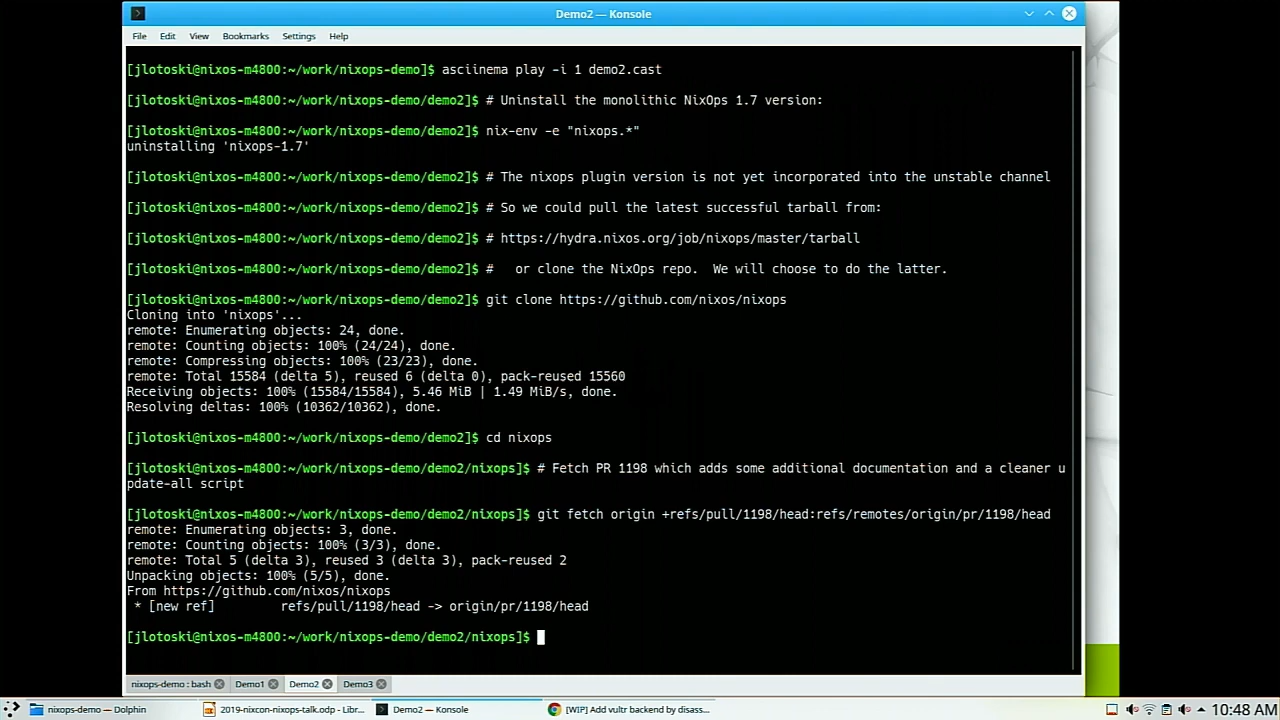 Demo2 — Konsole
File Edit View Bookmarks Settings Help
[jlotoski@nixos-m4800:~/work/nixops-demo]$ asciinema play -i 1 demo2.cast
[jlotoski@nixos-m4800:~/work/nixops-demo/demo2]$ # Uninstall the monolithic NixOps 1.7 version:
[jlotoski@nixos-m4800:~/work/nixops-demo/demo2]$ nix-env -e "nixops.*"
uninstalling 'nixops-1.7'
[jlotoski@nixos-m4800:~/work/nixops-demo/demo2]$ # The nixops plugin version is not yet incorporated into the unstable channel
[jlotoski@nixos-m4800:~/work/nixops-demo/demo2]$ # So we could pull the latest successful tarball from:
[jlotoski@nixos-m4800:~/work/nixops-demo/demo2]$ # https://hydra.nixos.org/job/nixops/master/tarball
[jlotoski@nixos-m4800:~/work/nixops-demo/demo2]$ #   or clone the NixOps repo.  We will choose to do the latter.
[jlotoski@nixos-m4800:~/work/nixops-demo/demo2]$ git clone https://github.com/nixos/nixops
Cloning into 'nixops'...
remote: Enumerating objects: 24, done.
remote: Counting objects: 100% (24/24), done.
remote: Compressing objects: 100% (23/23), done.
remote: Total 15584 (delta 5), reused 6 (delta 0), pack-reused 15560
Receiving objects: 100% (15584/15584), 5.46 MiB | 1.49 MiB/s, done.
Resolving deltas: 100% (10362/10362), done.
[jlotoski@nixos-m4800:~/work/nixops-demo/demo2]$ cd nixops
[jlotoski@nixos-m4800:~/work/nixops-demo/demo2/nixops]$ # Fetch PR 1198 which adds some additional documentation and a cleaner u
pdate-all script
[jlotoski@nixos-m4800:~/work/nixops-demo/demo2/nixops]$ git fetch origin +refs/pull/1198/head:refs/remotes/origin/pr/1198/head
remote: Enumerating objects: 3, done.
remote: Counting objects: 100% (3/3), done.
remote: Total 5 (delta 3), reused 3 (delta 3), pack-reused 2
Unpacking objects: 100% (5/5), done.
From https://github.com/nixos/nixops
 * [new ref]         refs/pull/1198/head -> origin/pr/1198/head
[jlotoski@nixos-m4800:~/work/nixops-demo/demo2/nixops]$
nixops-demo : bash Demo1 Demo2 Demo3
nixops-demo — Dolphin 2019-nixcon-nixops-talk.odp - Libr... Demo2 — Konsole [WIP] Add vultr backend by disass... 10:48 AM